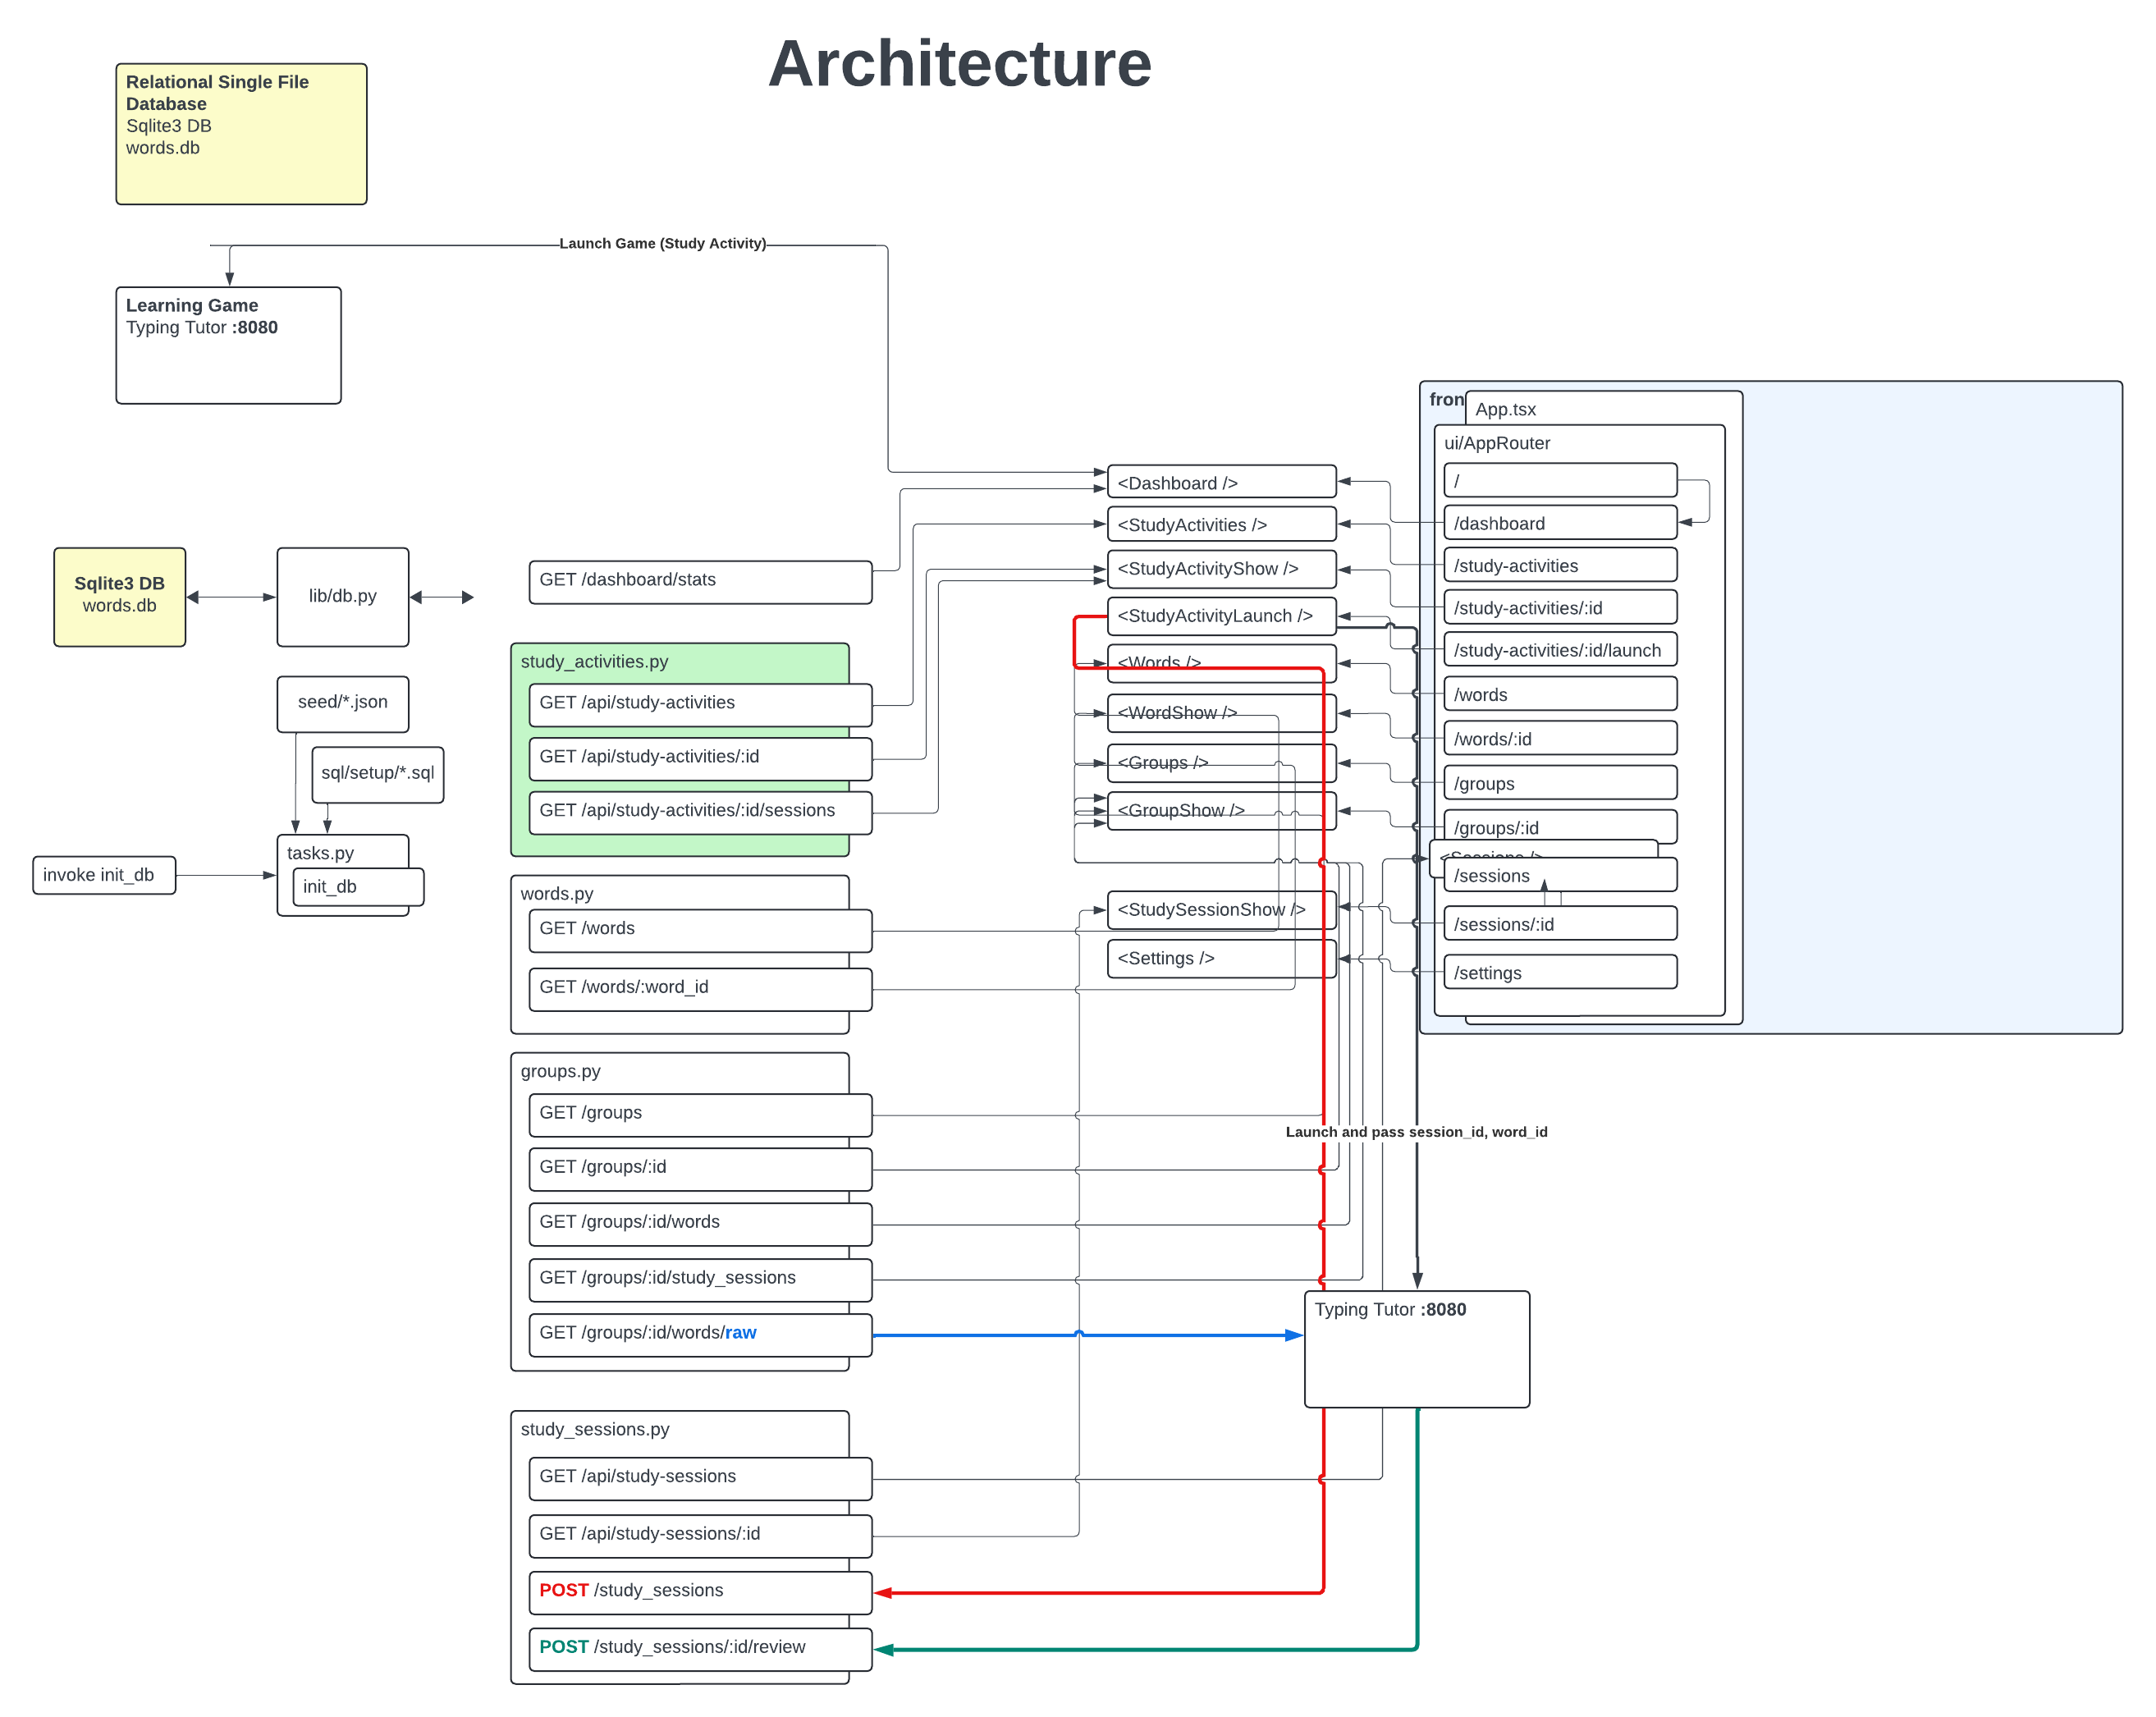 Architecture
Relational Single File
Database
Sqlite3 DB
words.db
Launch Game (Study Activity)
Learning Game
Typing Tutor :8080
fron
App.tsx
ui/AppRouter
/
/dashboard
/study-activities
/study-activities/:id
/study-activities/:id/launch
/words
/words/:id
/groups
/groups/:id
<Sessions />
/sessions
/sessions/:id
/settings
<Dashboard />
<StudyActivities />
<StudyActivityShow />
<StudyActivityLaunch />
<Words />
<WordShow />
<Groups />
<GroupShow />
<StudySessionShow />
<Settings />
Sqlite3 DB
words.db
lib/db.py
seed/*.json
sql/setup/*.sql
tasks.py
init_db
invoke init_db
GET /dashboard/stats
study_activities.py
GET /api/study-activities
GET /api/study-activities/:id
GET /api/study-activities/:id/sessions
words.py
GET /words
GET /words/:word_id
groups.py
GET /groups
GET /groups/:id
GET /groups/:id/words
GET /groups/:id/study_sessions
GET /groups/:id/words/raw
Launch and pass session_id, word_id
Typing Tutor :8080
study_sessions.py
GET /api/study-sessions
GET /api/study-sessions/:id
POST /study_sessions
POST /study_sessions/:id/review